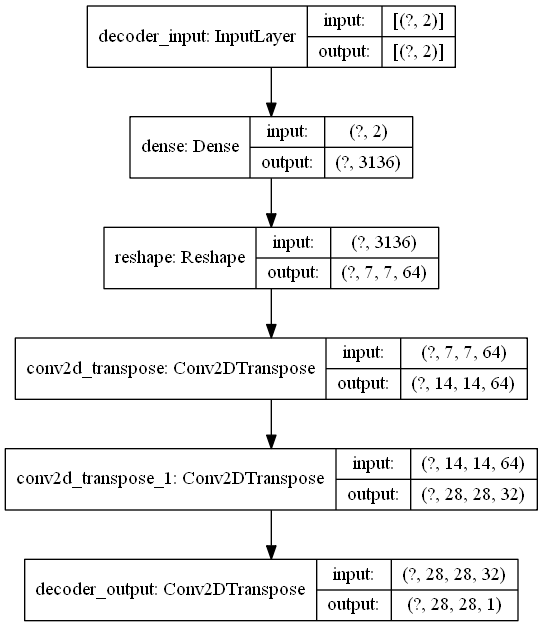 decoder_input: InputLayer input: [(?, 2)]
output: [(?, 2)]
dense: Dense input: (?, 2)
output: (?, 3136)
reshape: Reshape input: (?, 3136)
output: (?, 7, 7, 64)
conv2d_transpose: Conv2DTranspose input: (?, 7, 7, 64)
output: (?, 14, 14, 64)
conv2d_transpose_1: Conv2DTranspose input: (?, 14, 14, 64)
output: (?, 28, 28, 32)
decoder_output: Conv2DTranspose input: (?, 28, 28, 32)
output: (?, 28, 28, 1)